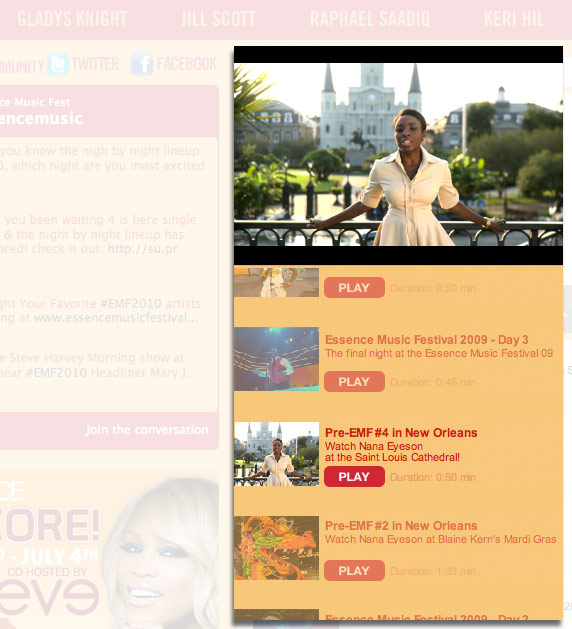 GLADYS KNIGHT
JILL SCOTT
RAPHAEL SAADIQ
KERI HIL
MUNITY
TWITTER
FACEBOOK
ce Music Fest
encemusic
you know the nigh by night lineup
0, which night are you most excited
you been waiting 4 is here single
& the night by night lineup has
nced! check it out: http://su.pr
ght Your Favorite #EMF2010 artists
ng at www.essencemusicfestival...
e Steve Harvey Morning show at
hear #EMF2010 Headliner Mary J.
Join the conversation
CE
CORE!
- JULY 4TH
CO-HOSTED BY
eve
PLAY
Duration: 0:50 min
Essence Music Festival 2009 - Day 3
The final night at the Essence Music Festival 09
PLAY
Duration: 0:46 min
Pre-EMF#4 in New Orleans
Watch Nana Eyeson
at the Saint Louis Cathedral!
PLAY
Duration: 0:50 min
Pre-EMF#2 in New Orleans
Watch Nana Eyeson at Blaine Kern's Mardi Gras
PLAY
Duration: 1:03 min
Essence Music Festival 2009 - Day 2